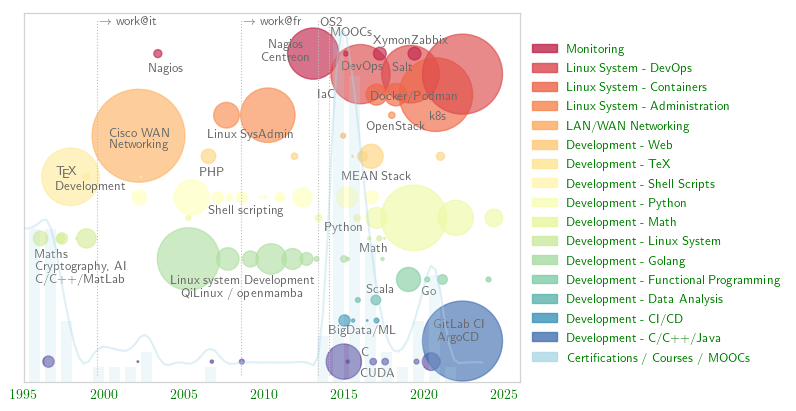 → work@it
→ work@fr
OS2
MOOCs
Nagios
Centreon
XymonZabbix
Nagios
DevOps
Salt
IaC
Docker/Podman
k8s
OpenStack
Cisco WAN
Networking
Linux SysAdmin
PHP
MEAN Stack
TEX
Development
Shell scripting
Python
Math
Maths
Cryptography, AI
C/C++/MatLab
Linux system Development
QiLinux / openmamba
Scala
Go
BigData/ML
GitLab CI
ArgoCD
C
CUDA
1995
2000
2005
2010
2015
2020
2025
Monitoring
Linux System - DevOps
Linux System - Containers
Linux System - Administration
LAN/WAN Networking
Development - Web
Development - TeX
Development - Shell Scripts
Development - Python
Development - Math
Development - Linux System
Development - Golang
Development - Functional Programming
Development - Data Analysis
Development - CI/CD
Development - C/C++/Java
Certifications / Courses / MOOCs